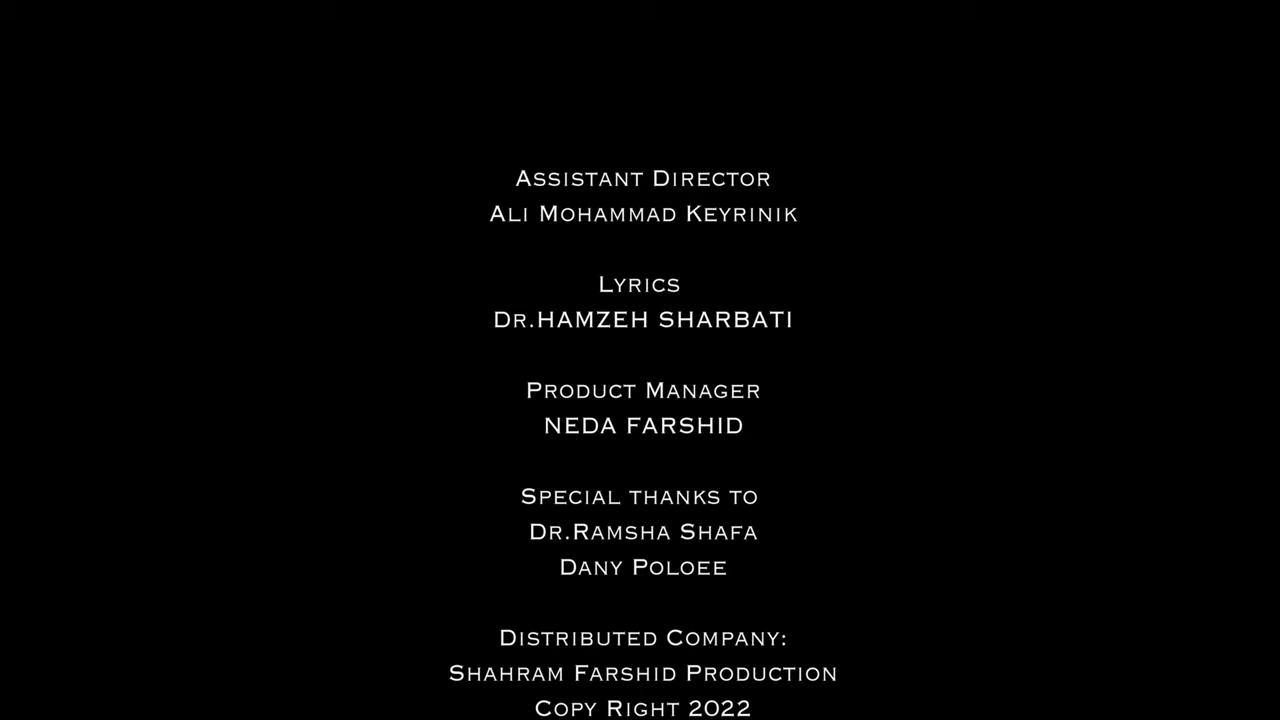 Assistant Director
Ali Mohammad Keyrinik
Lyrics
Dr.HAMZEH SHARBATI
Product Manager
NEDA FARSHID
Special thanks to
Dr.Ramsha Shafa
Dany Poloee
Distributed Company:
Shahram Farshid Production
Copy Right 2022